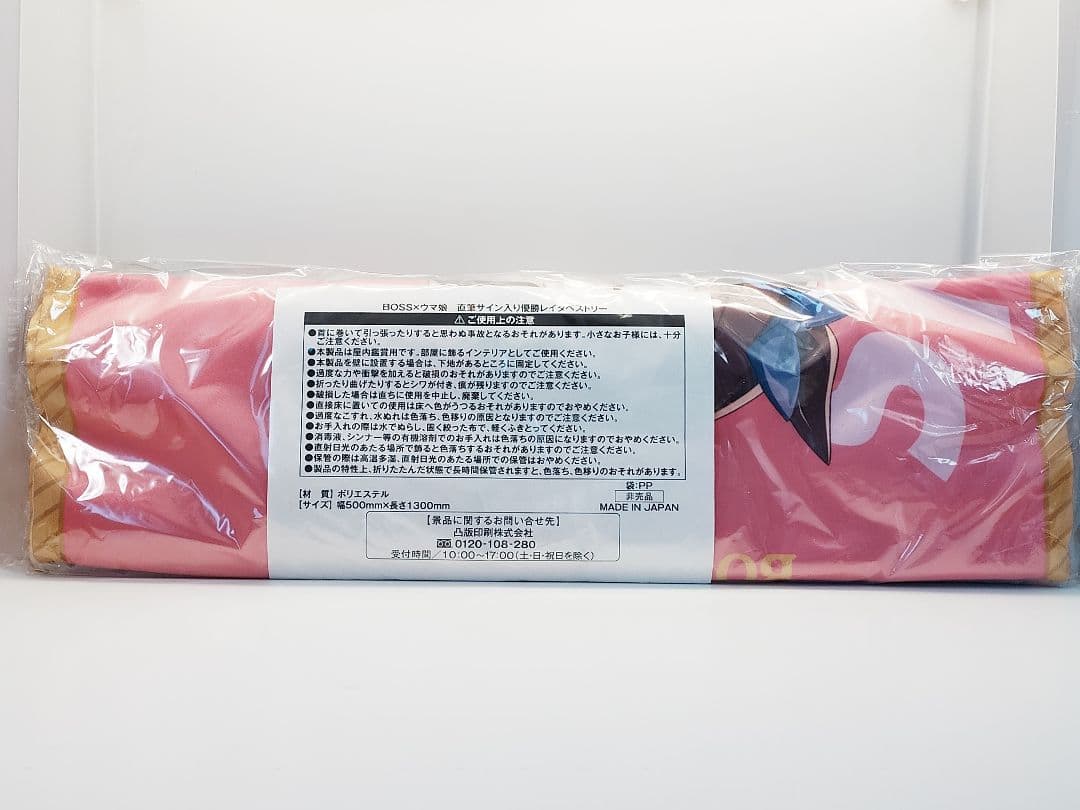 BOSS×ウマ娘　直筆サイン入り優勝レイタペストリー
⚠ご使用上の注意
●首に巻いて引っ張ったりすると思わぬ事故となるおそれがあります。小さなお子様には、十分
ご注意ください。
●本製品は屋内鑑賞用です。部屋に飾るインテリアとしてご使用ください。
●本製品を壁に設置する場合は、下地があるところに固定してください。
●過度な力や衝撃を加えると破損のおそれがありますのでご注意ください。
●折ったり曲げたりするとシワが付き、痕が残りますのでご注意ください。
●破損した場合は直ちに使用を中止し、廃棄してください。
●直接床に置いての使用は床へ色がうつるおそれがありますのでおやめください。
●過度なこすれ、水ぬれは色落ち、色移りの原因となりますのでご注意ください。
●お手入れの際は水でぬらし、固く絞った布で、軽くふきとってください。
●消毒液、シンナー等の有機溶剤でのお手入れは色落ちの原因になりますのでおやめください。
●直射日光のあたる場所で飾ると色落ちするおそれがありますのでご注意ください。
●保管の際は高温多湿、直射日光のあたる場所での保管はおやめください。
●製品の特性上、折りたたんだ状態で長時間保管されますと、色落ち、色移りのおそれがあります。
袋:PP
【材　質】ポリエステル
非売品
【サイズ】幅500mm×長さ1300mm
MADE IN JAPAN
【景品に関するお問い合せ先】
凸版印刷株式会社
0120-108-280
受付時間／10:00~17:00(土・日・祝日を除く)
S
BO